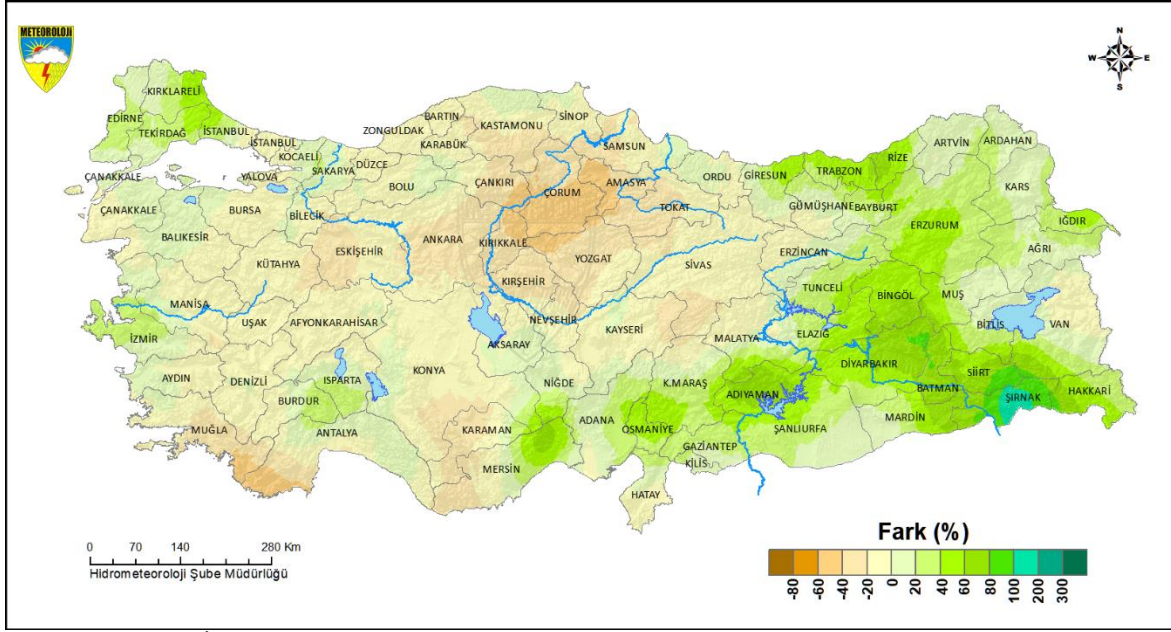 METEOROLOJİ
N
W E
S
KIRKLARELİ
EDİRNE
TEKİRDAĞ
İSTANBUL
İSTANBUL
KOCAELİ
YALOVA
SAKARYA
DÜZCE
ZONGULDAK
BARTIN
KARABÜK
KASTAMONU
SİNOP
SAMSUN
ÇANAKKALE
ÇANAKKALE
BURSA
BİLECİK
BOLU
ÇANKIRI
ÇORUM
AMASYA
ORDU
GİRESUN
TRABZON
RİZE
ARTVİN
ARDAHAN
KARS
BALIKESİR
KÜTAHYA
ESKİŞEHİR
ANKARA
KIRIKKALE
TOKAT
GÜMÜŞHANE
BAYBURT
ERZURUM
IĞDIR
AĞRI
MANİSA
UŞAK
AFYONKARAHİSAR
KIRŞEHİR
YOZGAT
SİVAS
ERZİNCAN
TUNCELİ
BİNGÖL
MUŞ
İZMİR
NEVŞEHİR
AKSARAY
KAYSERİ
MALATYA
ELAZIĞ
BİTLİS
VAN
AYDIN
DENİZLİ
ISPARTA
BURDUR
KONYA
NİĞDE
K.MARAŞ
ADIYAMAN
DİYARBAKIR
BATMAN
SİİRT
ŞIRNAK
HAKKARİ
MUĞLA
ANTALYA
KARAMAN
MERSİN
ADANA
OSMANİYE
GAZİANTEP
KİLİS
ŞANLIURFA
MARDİN
HATAY
Fark (%)
-80 -60 -40 -20 0 20 40 60 80 100 200 300
0 70 140 280 Km
Hidrometeoroloji Şube Müdürlüğü